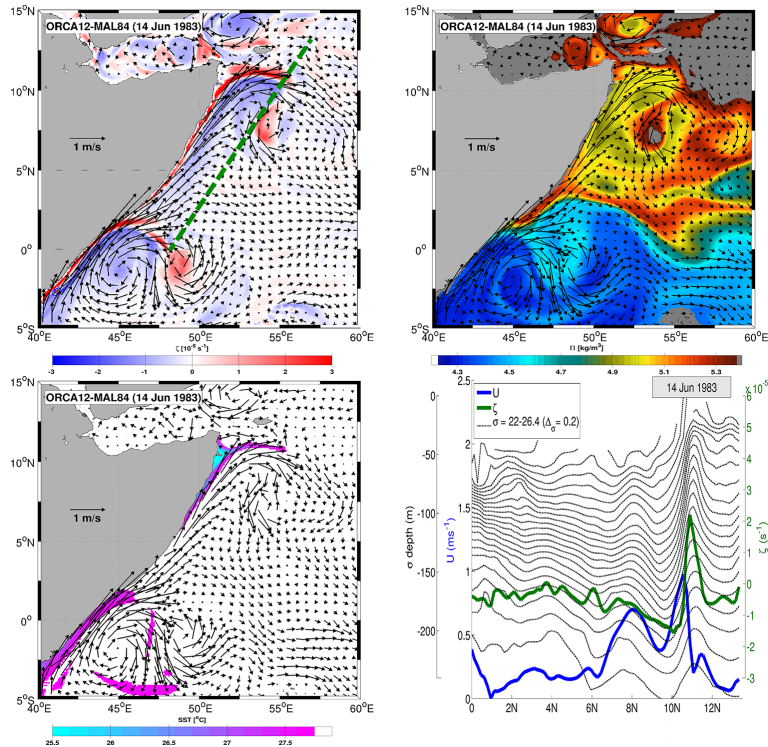 ORCA12-MAL84 (14 Jun 1983)
15°N
10°N
5°N
0°
5°S
1 m/s
40°E 45°E 50°E 55°E 60°E
ζ [10⁻⁵ s⁻¹]
-3 -2 -1 0 1 2 3
ORCA12-MAL84 (14 Jun 1983)
15°N
10°N
5°N
0°
5°S
1 m/s
40°E 45°E 50°E 55°E 60°E
Π [kg/m³]
4.3 4.5 4.7 4.9 5.1 5.3
ORCA12-MAL84 (14 Jun 1983)
15°N
10°N
5°N
0°
5°S
1 m/s
40°E 45°E 50°E 55°E 60°E
SST [°C]
25.5 26 26.5 27 27.5
14 Jun 1983
U
ζ
σ = 22-26.4 (Δσ= 0.2)
σ depth (m)
0
-50
-100
-150
-200
U (ms⁻¹)
2.5
2
1.5
1
0.5
0
x 10⁻⁵
ζ (s⁻¹)
6
5
4
3
2
1
0
-1
-2
-3
0 2N 4N 6N 8N 10N 12N